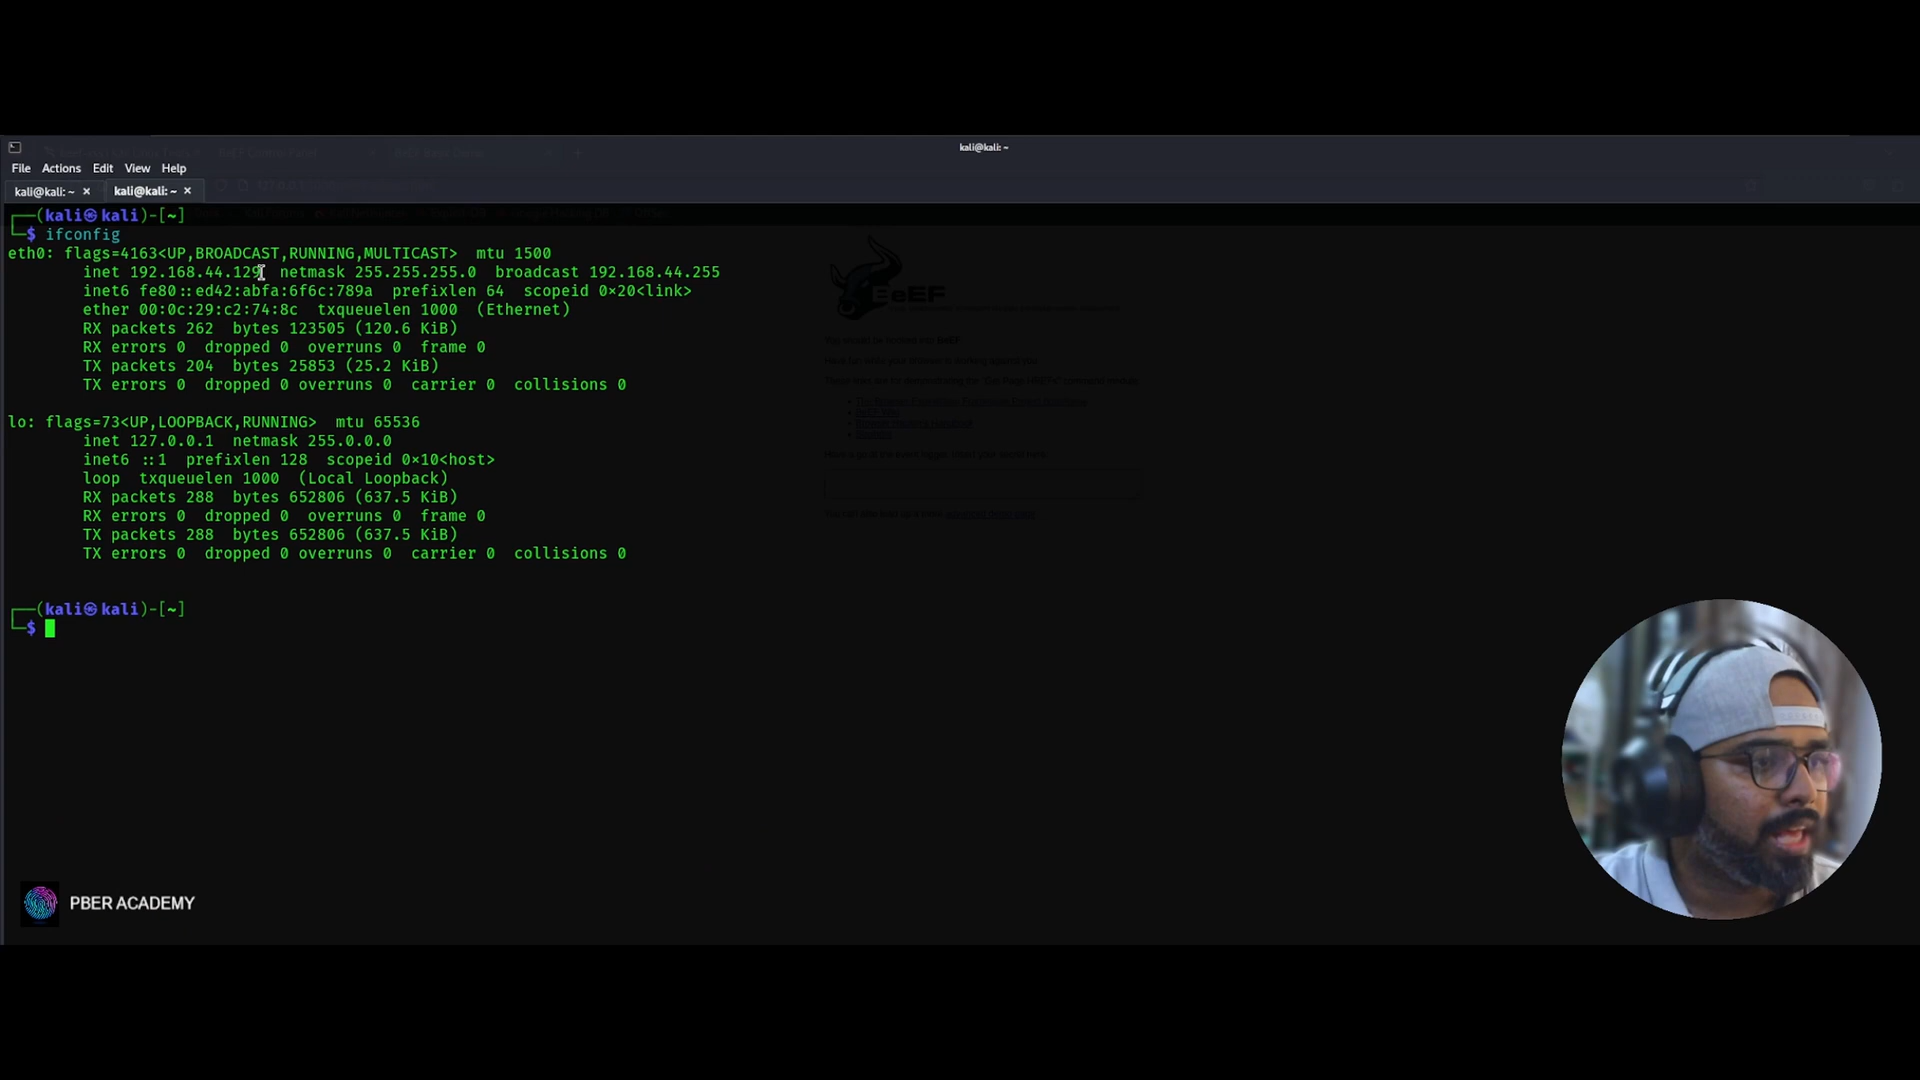 kali@kali: ~
File Actions Edit View Help
kali@kali: ~ × kali@kali: ~ ×
┌──(kali㉿kali)-[~]
└─$ ifconfig
eth0: flags=4163<UP,BROADCAST,RUNNING,MULTICAST>  mtu 1500
inet 192.168.44.129  netmask 255.255.255.0  broadcast 192.168.44.255
inet6 fe80::ed42:abfa:6f6c:789a  prefixlen 64  scopeid 0×20<link>
ether 00:0c:29:c2:74:8c  txqueuelen 1000  (Ethernet)
RX packets 262  bytes 123505 (120.6 KiB)
RX errors 0  dropped 0  overruns 0  frame 0
TX packets 204  bytes 25853 (25.2 KiB)
TX errors 0  dropped 0 overruns 0  carrier 0  collisions 0
lo: flags=73<UP,LOOPBACK,RUNNING>  mtu 65536
inet 127.0.0.1  netmask 255.0.0.0
inet6 ::1  prefixlen 128  scopeid 0×10<host>
loop  txqueuelen 1000  (Local Loopback)
RX packets 288  bytes 652806 (637.5 KiB)
RX errors 0  dropped 0  overruns 0  frame 0
TX packets 288  bytes 652806 (637.5 KiB)
TX errors 0  dropped 0 overruns 0  carrier 0  collisions 0
┌──(kali㉿kali)-[~]
└─$
BeEF
PBER ACADEMY